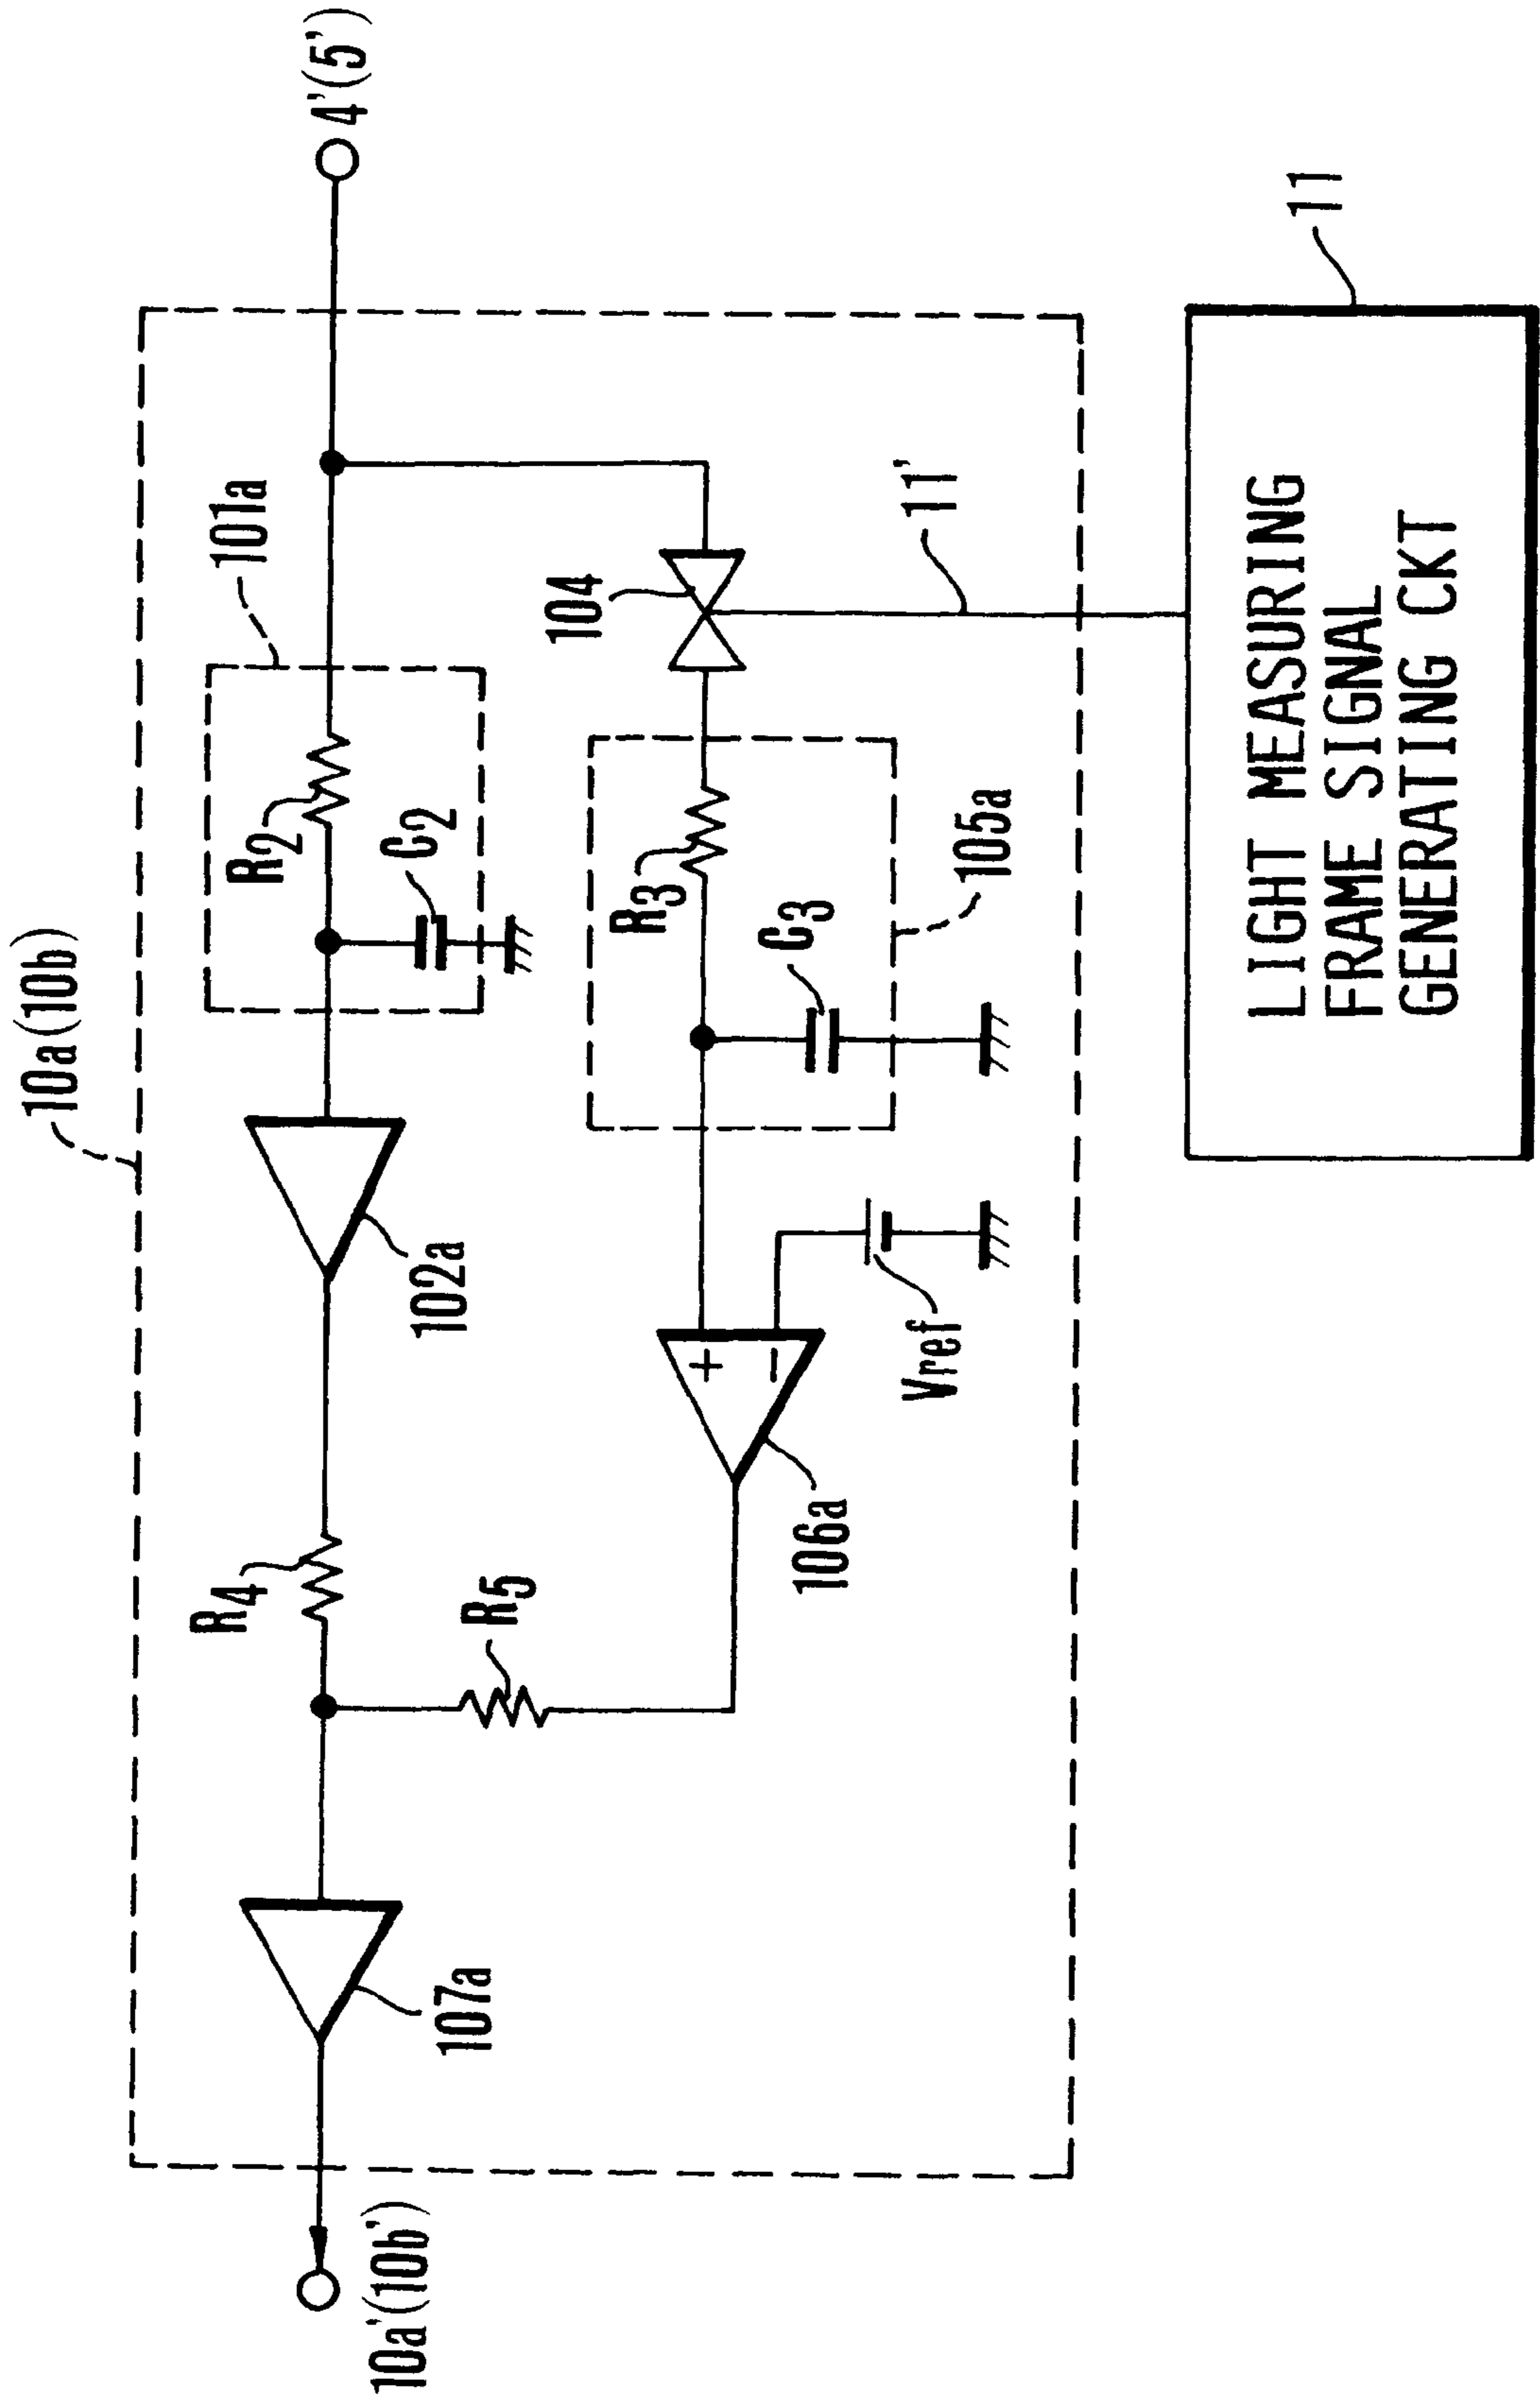 10a(10b)
R4
R2
101a
4'(5')
10a'(10b')
107a
R5
102a
C2
104
R3
106a
C3
Vref
105a
11'
11
LIGHT MEASURING
FRAME SIGNAL
GENERATING CKT
+
−